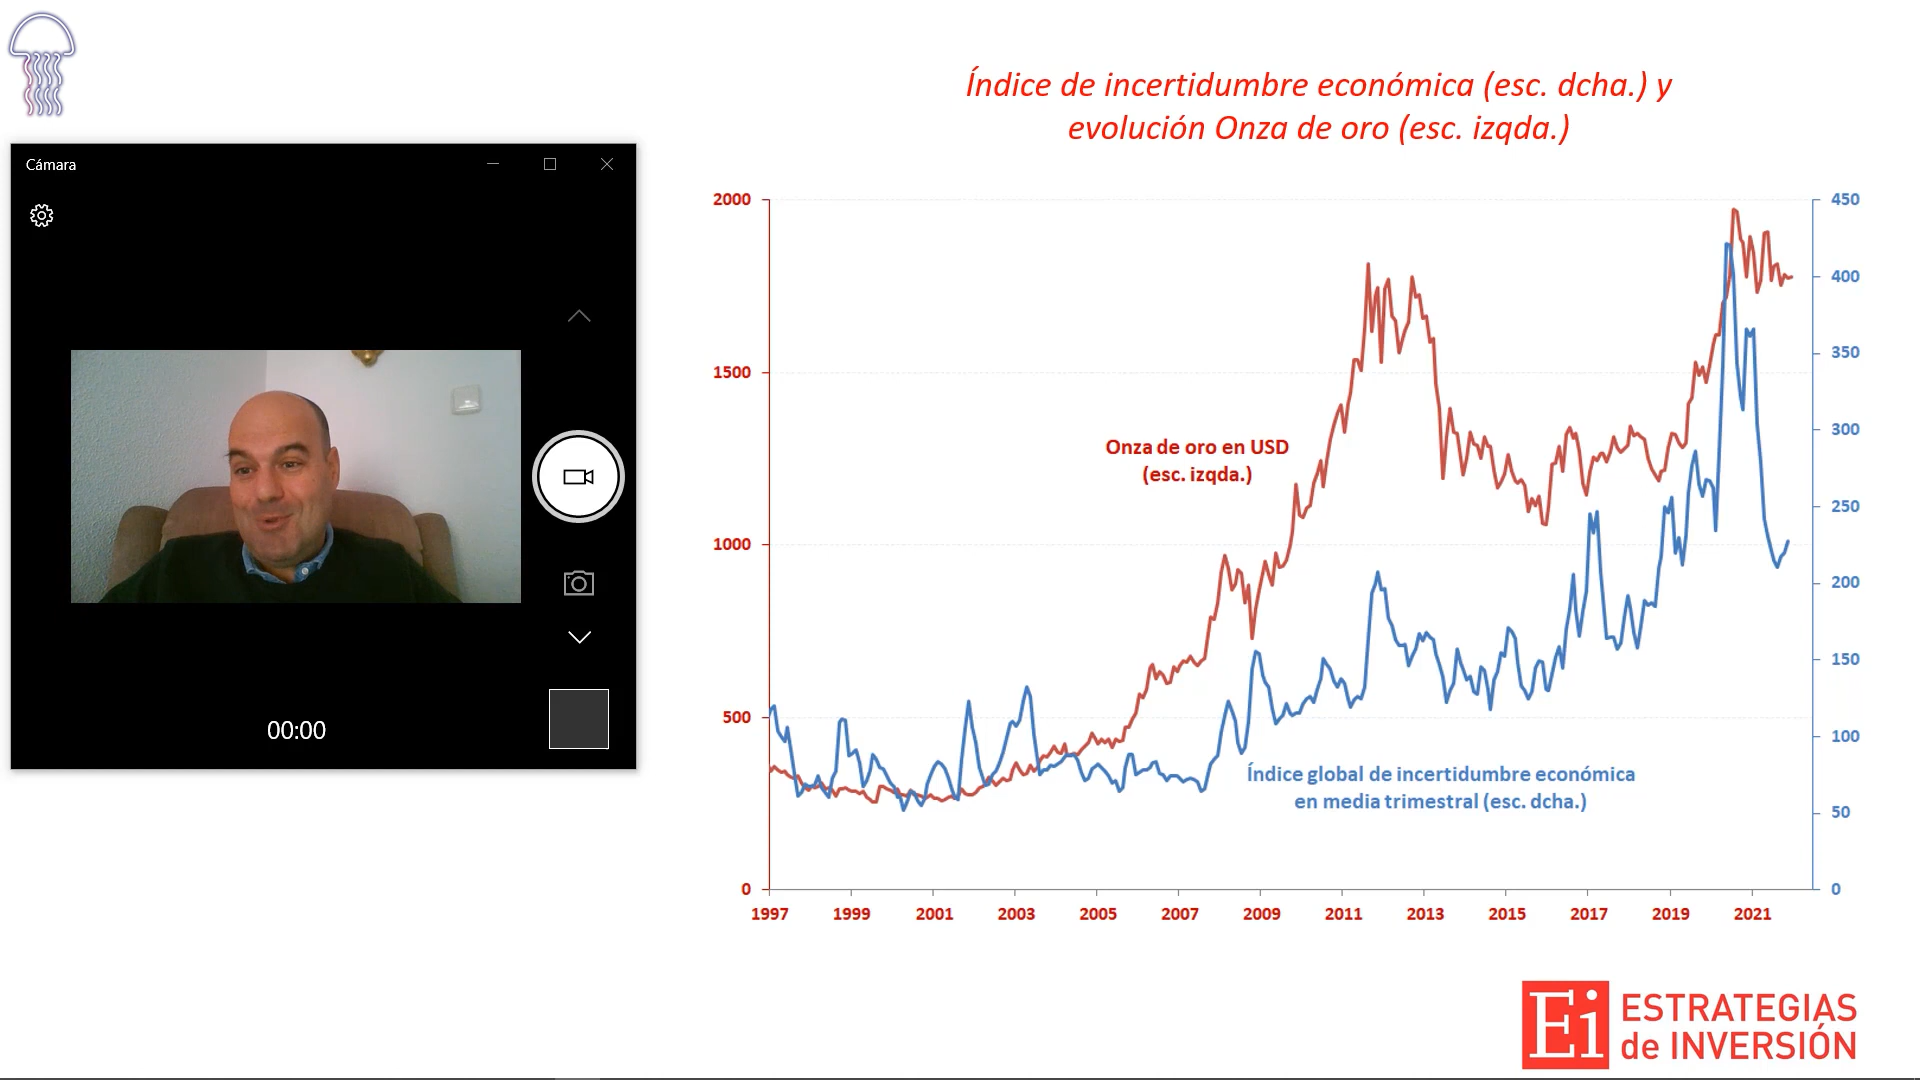 Índice de incertidumbre económica (esc. dcha.) y
evolución Onza de oro (esc. izqda.)
Cámara
00:00
2000
1500
1000
500
0
450
400
350
300
250
200
150
100
50
0
Onza de oro en USD
(esc. izqda.)
Índice global de incertidumbre económica
en media trimestral (esc. dcha.)
1997 1999 2001 2003 2005 2007 2009 2011 2013 2015 2017 2019 2021
Ei
ESTRATEGIAS
de INVERSIÓN